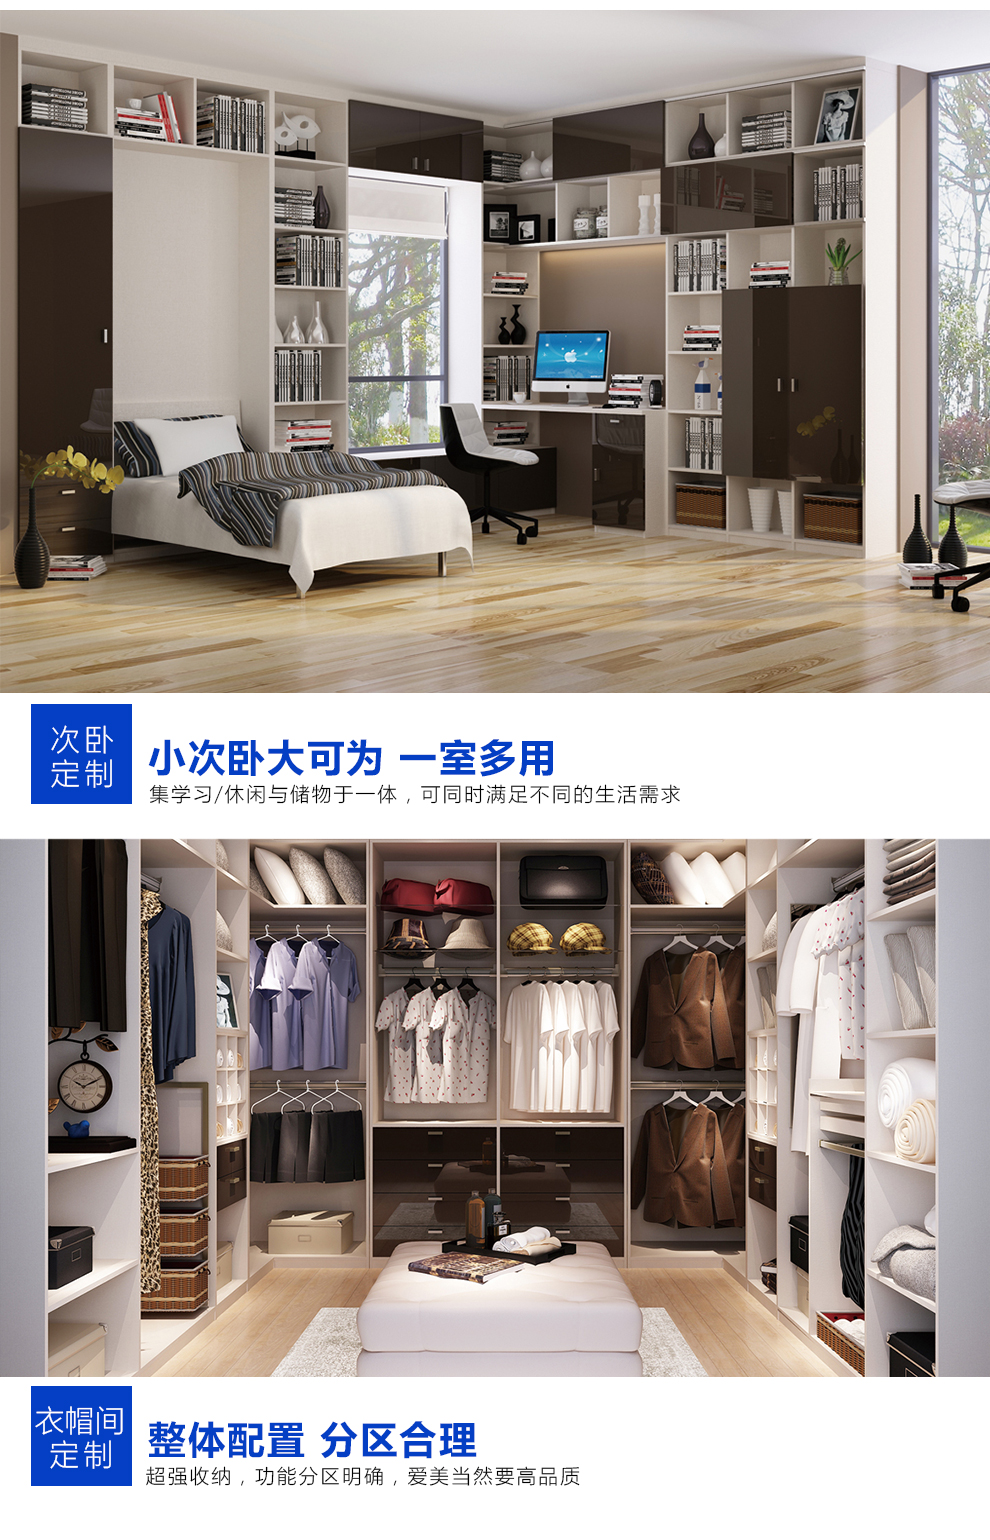 次卧
定制
小次卧大可为 一室多用
集学习/休闲与储物于一体，可同时满足不同的生活需求
衣帽间
定制
整体配置 分区合理
超强收纳，功能分区明确，爱美当然要高品质